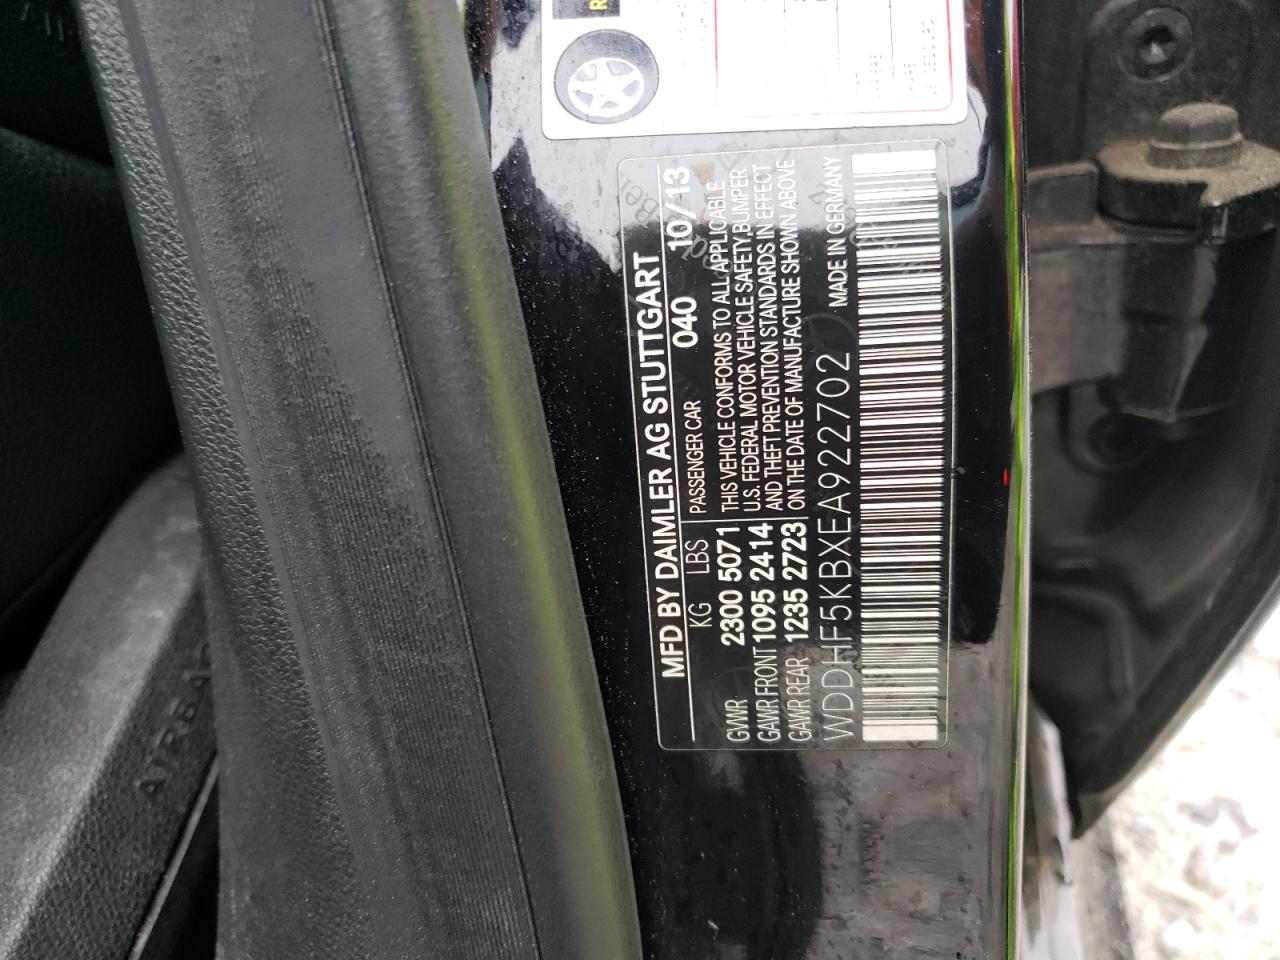 MFD BY DAIMLER AG STUTTGART
KG LBS PASSENGER CAR 040 10/13
GVWR 2300 5071 THIS VEHICLE CONFORMS TO ALL APPLICABLE
GAWR FRONT 1095 2414 U.S. FEDERAL MOTOR VEHICLE SAFETY,BUMPER
GAWR REAR 1235 2723 AND THEFT PREVENTION STANDARDS IN EFFECT
ON THE DATE OF MANUFACTURE SHOWN ABOVE
WDDHF5KBXEA922702 MADE IN GERMANY
AIRBAG